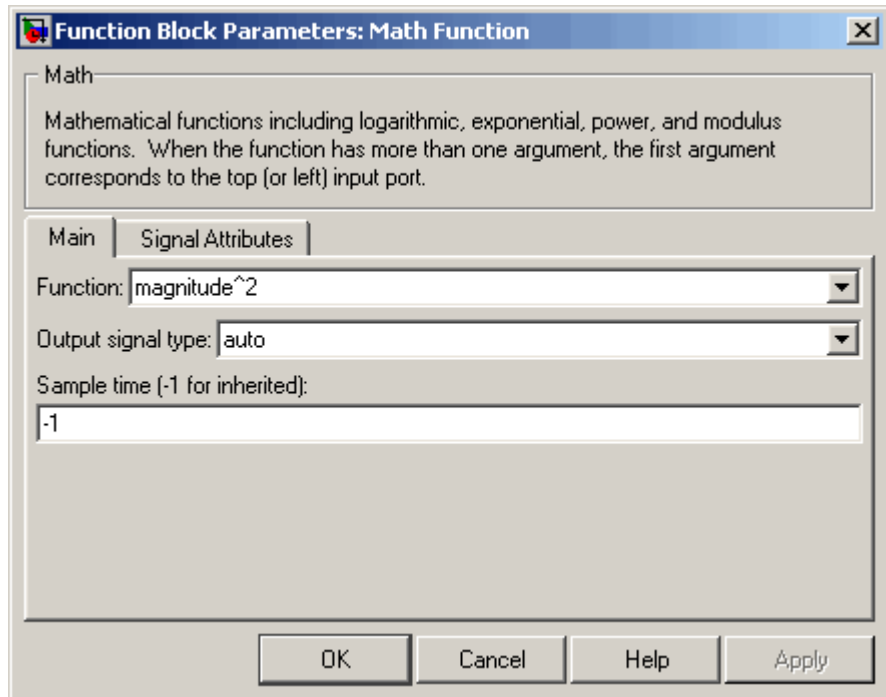 Function Block Parameters: Math Function
Math
Mathematical functions including logarithmic, exponential, power, and modulus
functions. When the function has more than one argument, the first argument
corresponds to the top (or left) input port.
Main Signal Attributes
Function: magnitude^2
Output signal type: auto
Sample time (-1 for inherited):
-1
OK Cancel Help Apply